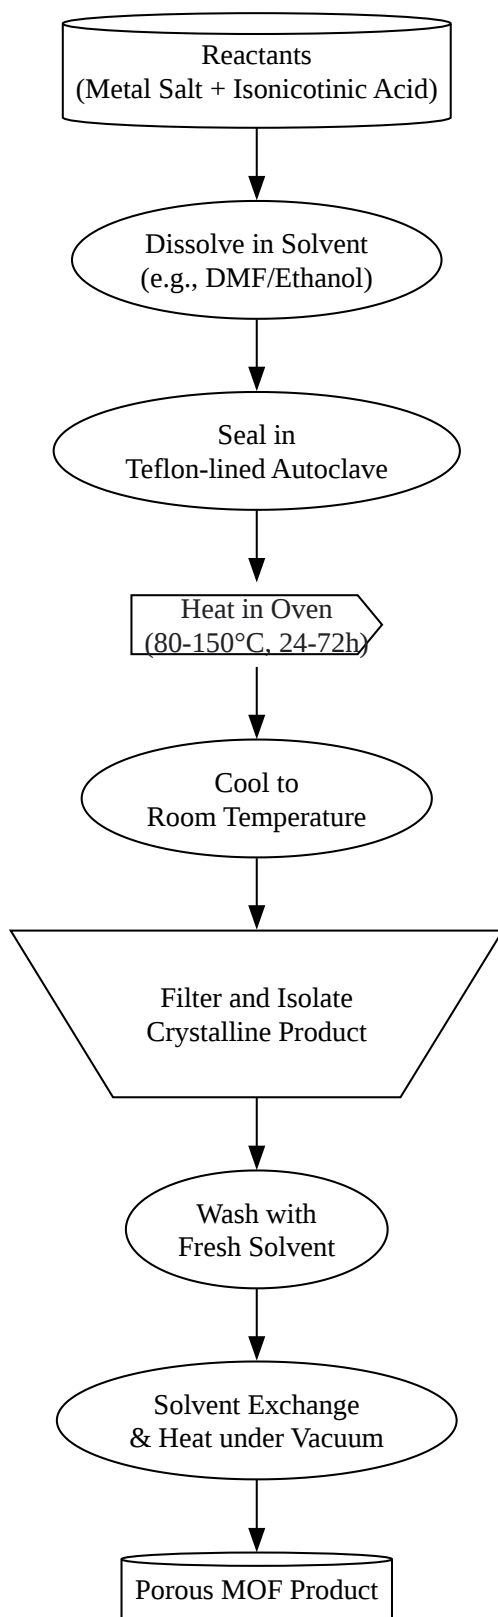 Reactants
(Metal Salt + Isonicotinic Acid)
Dissolve in Solvent
(e.g., DMF/Ethanol)
Seal in
Teflon-lined Autoclave
Heat in Oven
(80-150°C, 24-72h)
Cool to
Room Temperature
Filter and Isolate
Crystalline Product
Wash with
Fresh Solvent
Solvent Exchange
& Heat under Vacuum
Porous MOF Product